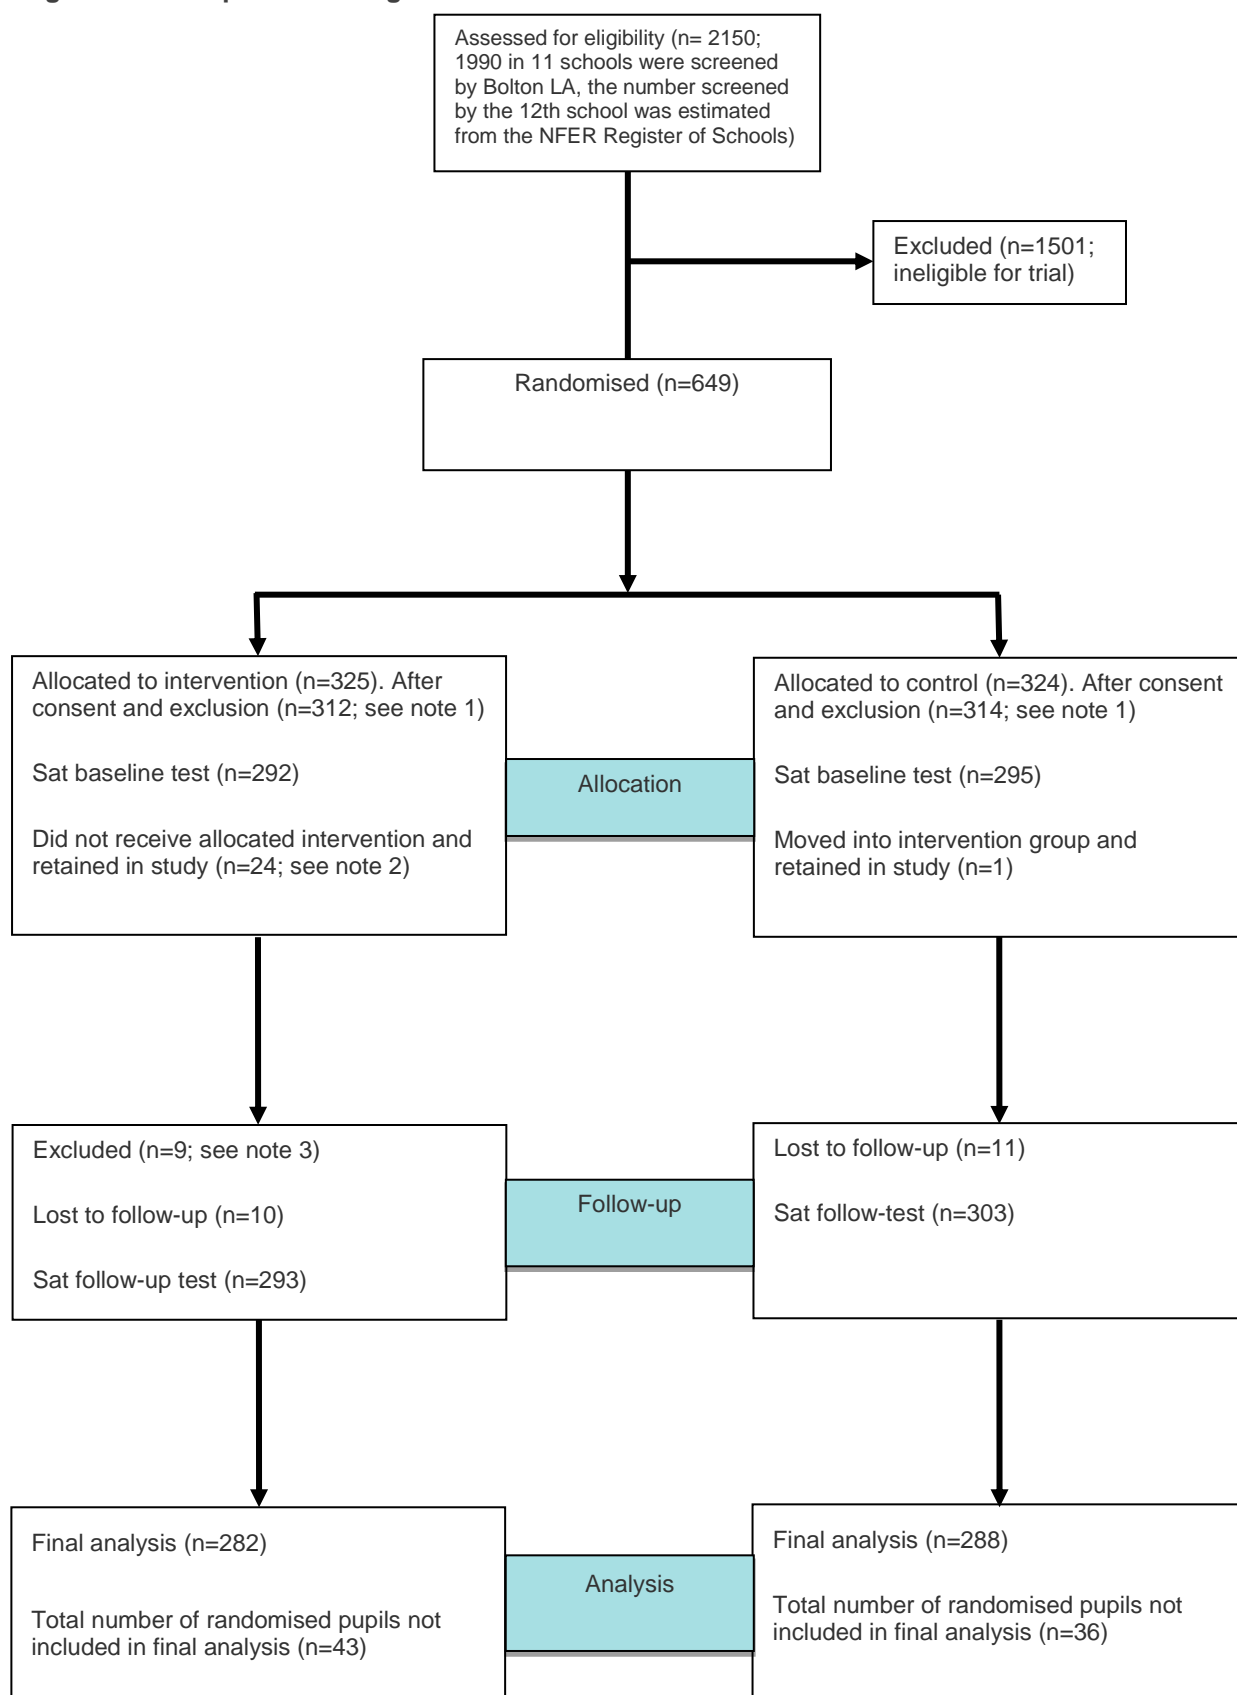 Assessed for eligibility (n= 2150;
1990 in 11 schools were screened
by Bolton LA, the number screened
by the 12th school was estimated
from the NFER Register of Schools)
Excluded (n=1501;
ineligible for trial)
Randomised (n=649)
Allocated to intervention (n=325). After
consent and exclusion (n=312; see note 1)
Sat baseline test (n=292)
Did not receive allocated intervention and
retained in study (n=24; see note 2)
Allocation
Allocated to control (n=324). After consent
and exclusion (n=314; see note 1)
Sat baseline test (n=295)
Moved into intervention group and
retained in study (n=1)
Excluded (n=9; see note 3)
Lost to follow-up (n=10)
Sat follow-up test (n=293)
Follow-up
Lost to follow-up (n=11)
Sat follow-test (n=303)
Final analysis (n=282)
Total number of randomised pupils not
included in final analysis (n=43)
Analysis
Final analysis (n=288)
Total number of randomised pupils not
included in final analysis (n=36)